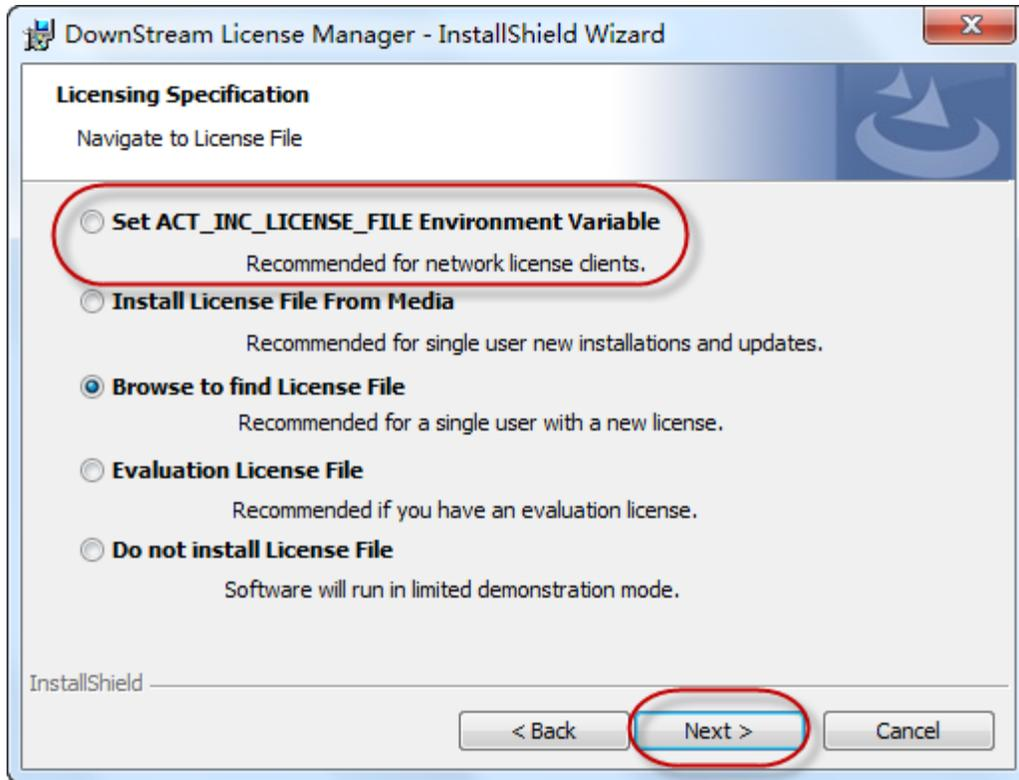 DownStream License Manager - InstallShield Wizard
Licensing Specification
Navigate to License File
Set ACT_INC_LICENSE_FILE Environment Variable
Recommended for network license clients.
Install License File From Media
Recommended for single user new installations and updates.
Browse to find License File
Recommended for a single user with a new license.
Evaluation License File
Recommended if you have an evaluation license.
Do not install License File
Software will run in limited demonstration mode.
InstallShield
< Back Next > Cancel